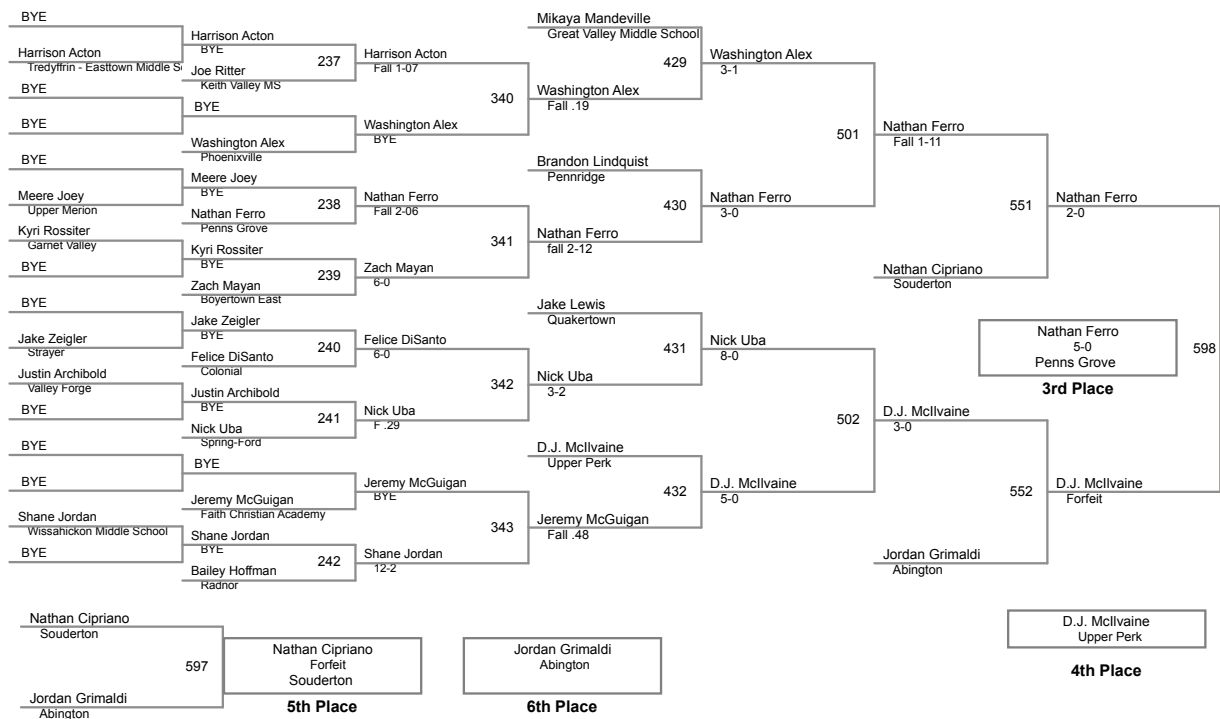 BYE
Harrison Acton
Tredyffrin - Easttown Middle
BYE
BYE
BYE
Meere Joey
Upper Merion
Kyri Rossiter
Garnet Valley
BYE
BYE
Jake Zeigler
Strayer
Justin Archibold
Valley Forge
BYE
BYE
BYE
Shane Jordan
Wissahickon Middle School
BYE
Harrison Acton
BYE
237
Joe Ritter
Keith Valley MS
BYE
Washington Alex
Phoenixville
Meere Joey
BYE
238
Nathan Ferro
Penns Grove
Kyri Rossiter
BYE
239
Zach Mayan
Boyertown East
Jake Zeigler
BYE
240
Felice DiSanto
Colonial
Justin Archibold
BYE
241
Nick Uba
Spring-Ford
BYE
Jeremy McGuigan
Faith Christian Academy
Shane Jordan
BYE
242
Bailey Hoffman
Radnor
Harrison Acton
Fall 1-07
340
Washington Alex
BYE
Nathan Ferro
Fall 2-06
341
Zach Mayan
6-0
Felice DiSanto
6-0
342
Nick Uba
F .29
Jeremy McGuigan
BYE
343
Shane Jordan
12-2
Mikaya Mandeville
Great Valley Middle School
429
Washington Alex
Fall .19
Brandon Lindquist
Pennridge
430
Nathan Ferro
fall 2-12
Jake Lewis
Quakertown
431
Nick Uba
3-2
D.J. McIlvaine
Upper Perk
432
Jeremy McGuigan
Fall .48
Washington Alex
3-1
501
Nathan Ferro
3-0
Nick Uba
8-0
502
D.J. McIlvaine
5-0
Nathan Ferro
Fall 1-11
551
Nathan Cipriano
Souderton
D.J. McIlvaine
3-0
552
Jordan Grimaldi
Abington
Nathan Ferro
2-0
598
D.J. McIlvaine
Forfeit
Nathan Ferro
5-0
Penns Grove
3rd Place
D.J. McIlvaine
Upper Perk
4th Place
Nathan Cipriano
Souderton
597
Jordan Grimaldi
Abington
Nathan Cipriano
Forfeit
Souderton
5th Place
Jordan Grimaldi
Abington
6th Place